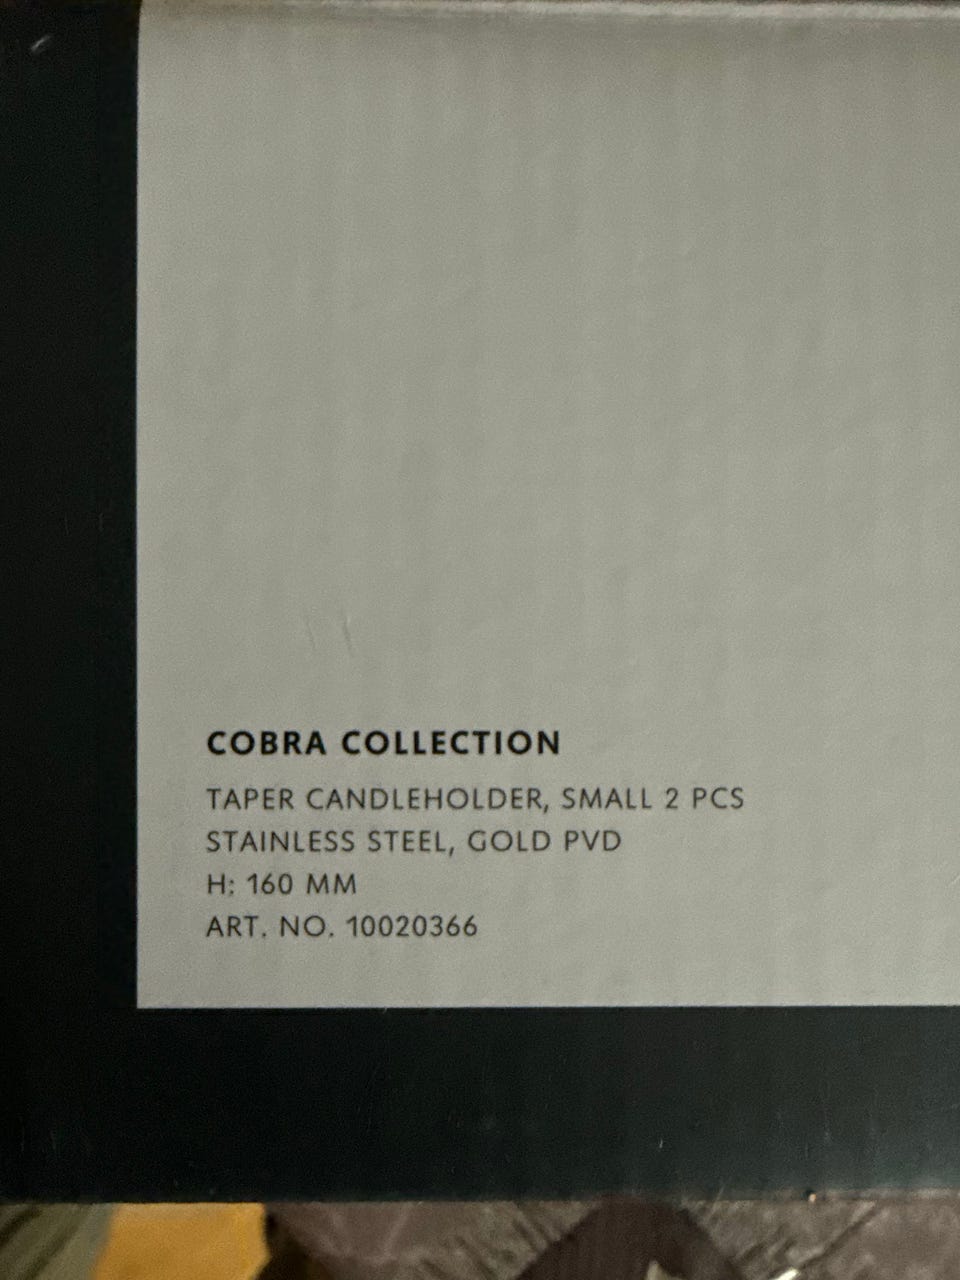 COBRA COLLECTION
TAPER CANDLEHOLDER, SMALL 2 PCS
STAINLESS STEEL, GOLD PVD
H: 160 MM
ART. NO. 10020366